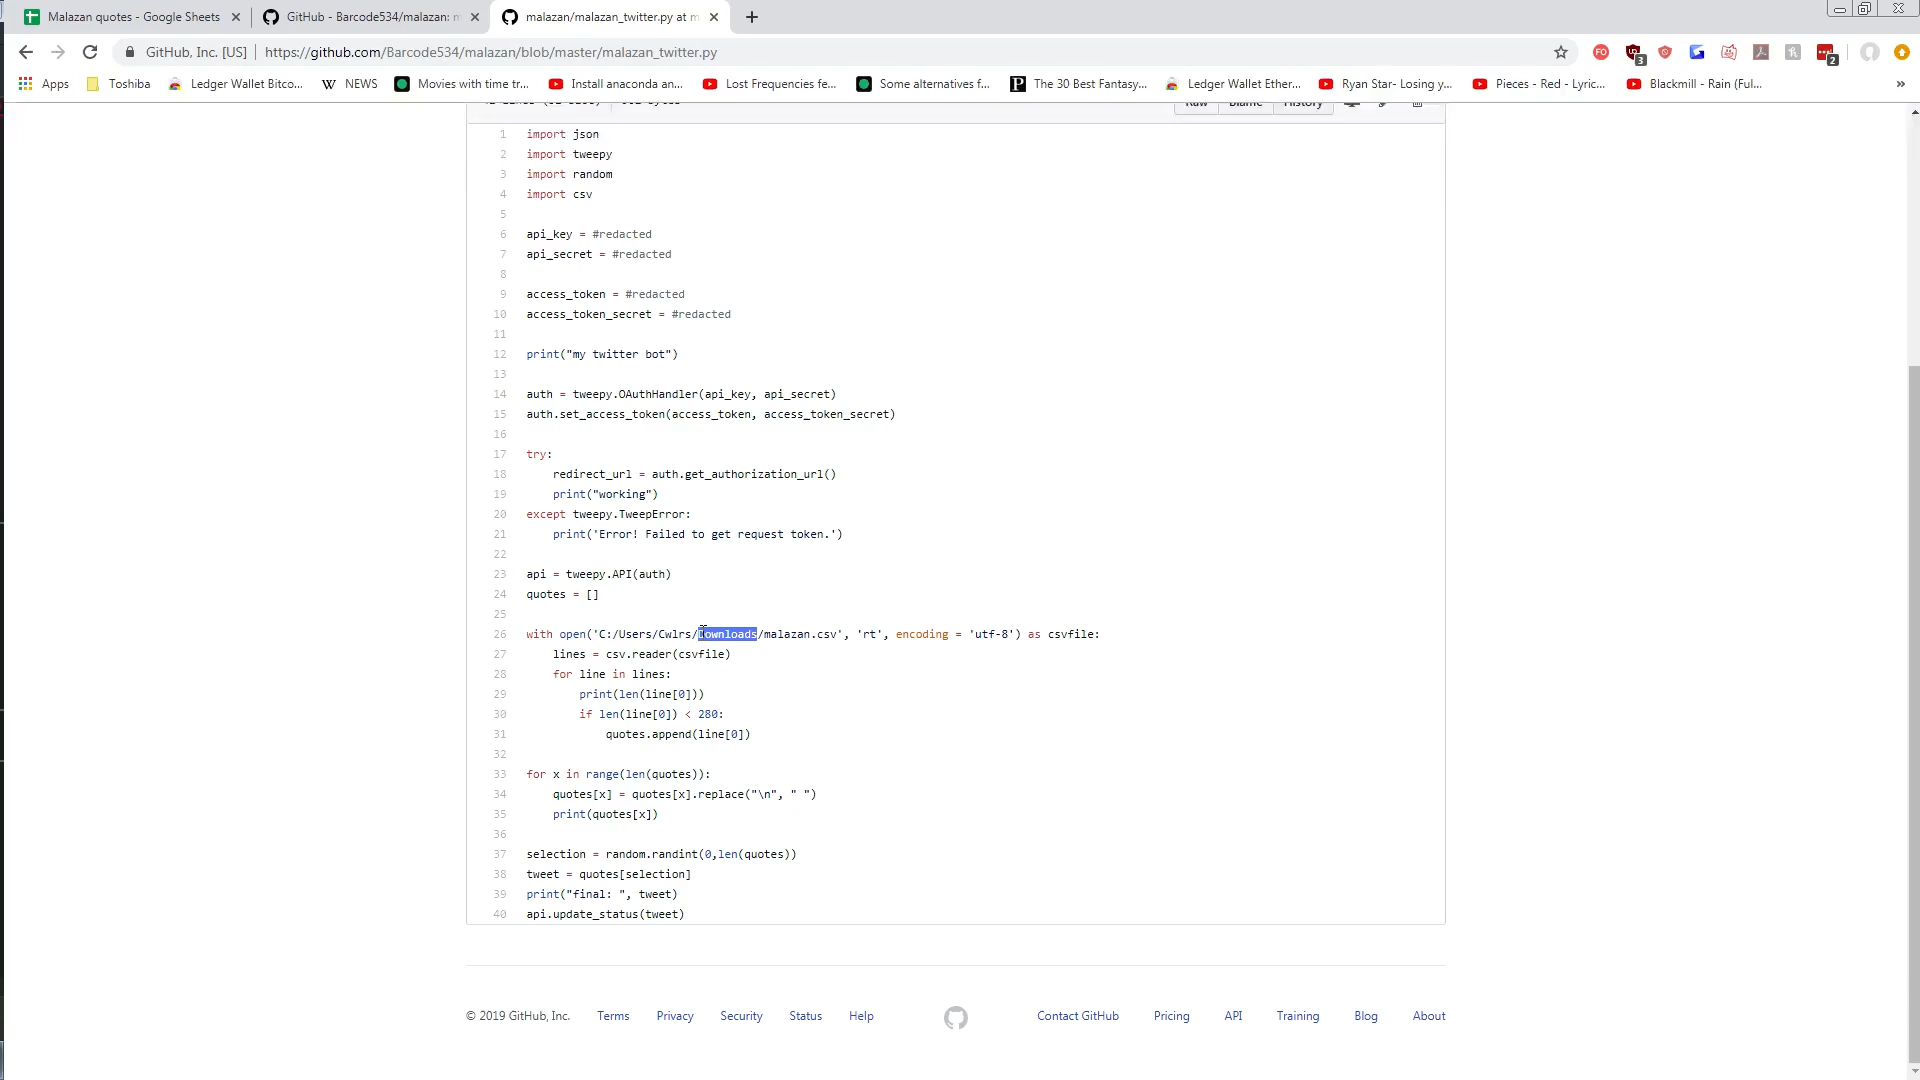 Malazan quotes - Google Sheets
GitHub - Barcode534/malazan: m
malazan/malazan_twitter.py at m
GitHub, Inc. [US] | https://github.com/Barcode534/malazan/blob/master/malazan_twitter.py
3
2
Apps
Toshiba
Ledger Wallet Bitco...
W NEWS
Movies with time tr...
Install anaconda an...
Lost Frequencies fe...
Some alternatives f...
The 30 Best Fantasy...
Ledger Wallet Ether...
Ryan Star- Losing y...
Pieces - Red - Lyric...
Blackmill - Rain (Ful...
»
Raw Blame History
1 import json
2 import tweepy
3 import random
4 import csv
5
6 api_key = #redacted
7 api_secret = #redacted
8
9 access_token = #redacted
10 access_token_secret = #redacted
11
12 print("my twitter bot")
13
14 auth = tweepy.OAuthHandler(api_key, api_secret)
15 auth.set_access_token(access_token, access_token_secret)
16
17 try:
18 redirect_url = auth.get_authorization_url()
19 print("working")
20 except tweepy.TweepError:
21 print('Error! Failed to get request token.')
22
23 api = tweepy.API(auth)
24 quotes = []
25
26 with open('C:/Users/Cwlrs/Downloads/malazan.csv', 'rt', encoding = 'utf-8') as csvfile:
27 lines = csv.reader(csvfile)
28 for line in lines:
29 print(len(line[0]))
30 if len(line[0]) < 280:
31 quotes.append(line[0])
32
33 for x in range(len(quotes)):
34 quotes[x] = quotes[x].replace("\n", " ")
35 print(quotes[x])
36
37 selection = random.randint(0,len(quotes))
38 tweet = quotes[selection]
39 print("final: ", tweet)
40 api.update_status(tweet)
© 2019 GitHub, Inc. Terms Privacy Security Status Help Contact GitHub Pricing API Training Blog About